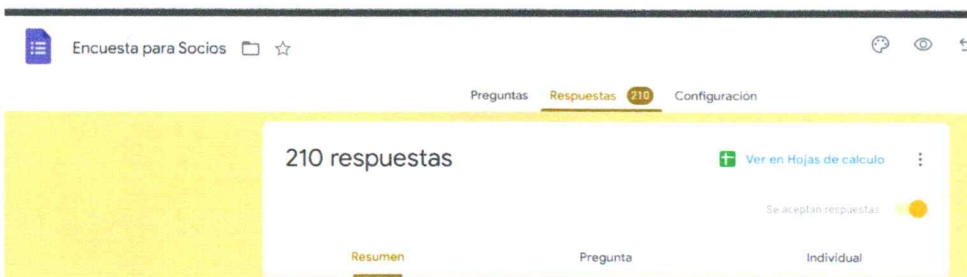 Encuesta para Socios
Preguntas Respuestas 210 Configuración
210 respuestas
Ver en Hojas de calculo
Se aceptan respuestas
Resumen Pregunta Individual